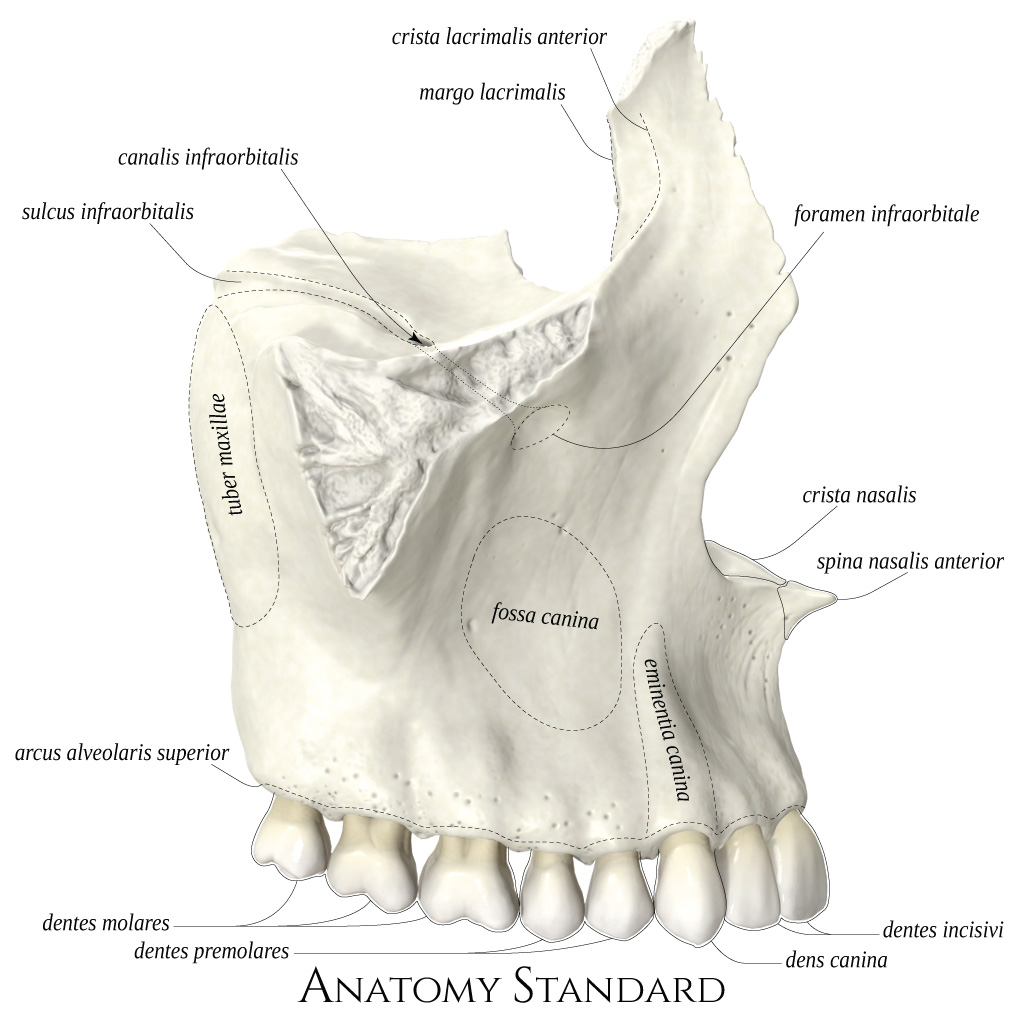 crista lacrimalis anterior
margo lacrimalis
canalis infraorbitalis
sulcus infraorbitalis
foramen infraorbitale
tuber maxillae
crista nasalis
spina nasalis anterior
fossa canina
eminentia canina
arcus alveolaris superior
dentes molares
dentes premolares
dentes incisivi
dens canina
ANATOMY STANDARD